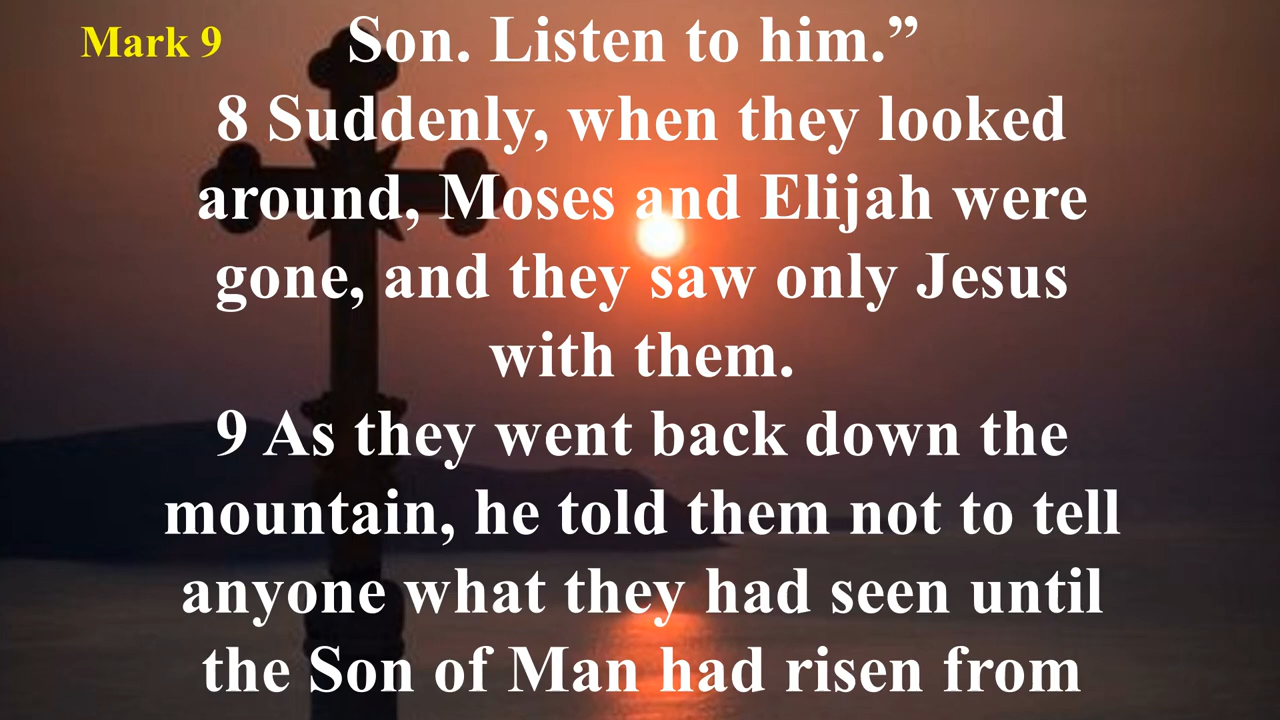 Mark 9
Son. Listen to him.”
8 Suddenly, when they looked
around, Moses and Elijah were
gone, and they saw only Jesus
with them.
9 As they went back down the
mountain, he told them not to tell
anyone what they had seen until
the Son of Man had risen from